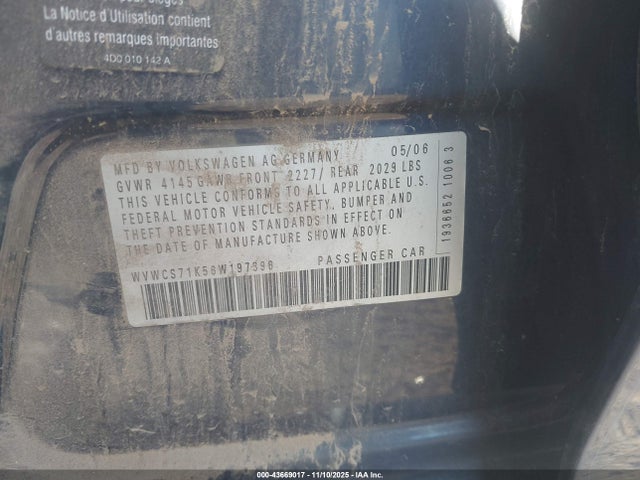 La Notice d'Utilisation contient
d'autres remarques importantes
4D0 010 142 A
MFD BY VOLKSWAGEN AG GERMANY 05/06
GVWR 4145 GAWR FRONT 2227/ REAR 2029 LBS
THIS VEHICLE CONFORMS TO ALL APPLICABLE U.S.
FEDERAL MOTOR VEHICLE SAFETY, BUMPER AND
THEFT PREVENTION STANDARDS IN EFFECT ON
THE DATE OF MANUFACTURE SHOWN ABOVE.
WVWCS71K56W197396 PASSENGER CAR
1936652 1006 3
000-43669017 — 11/10/2025 — IAA Inc.